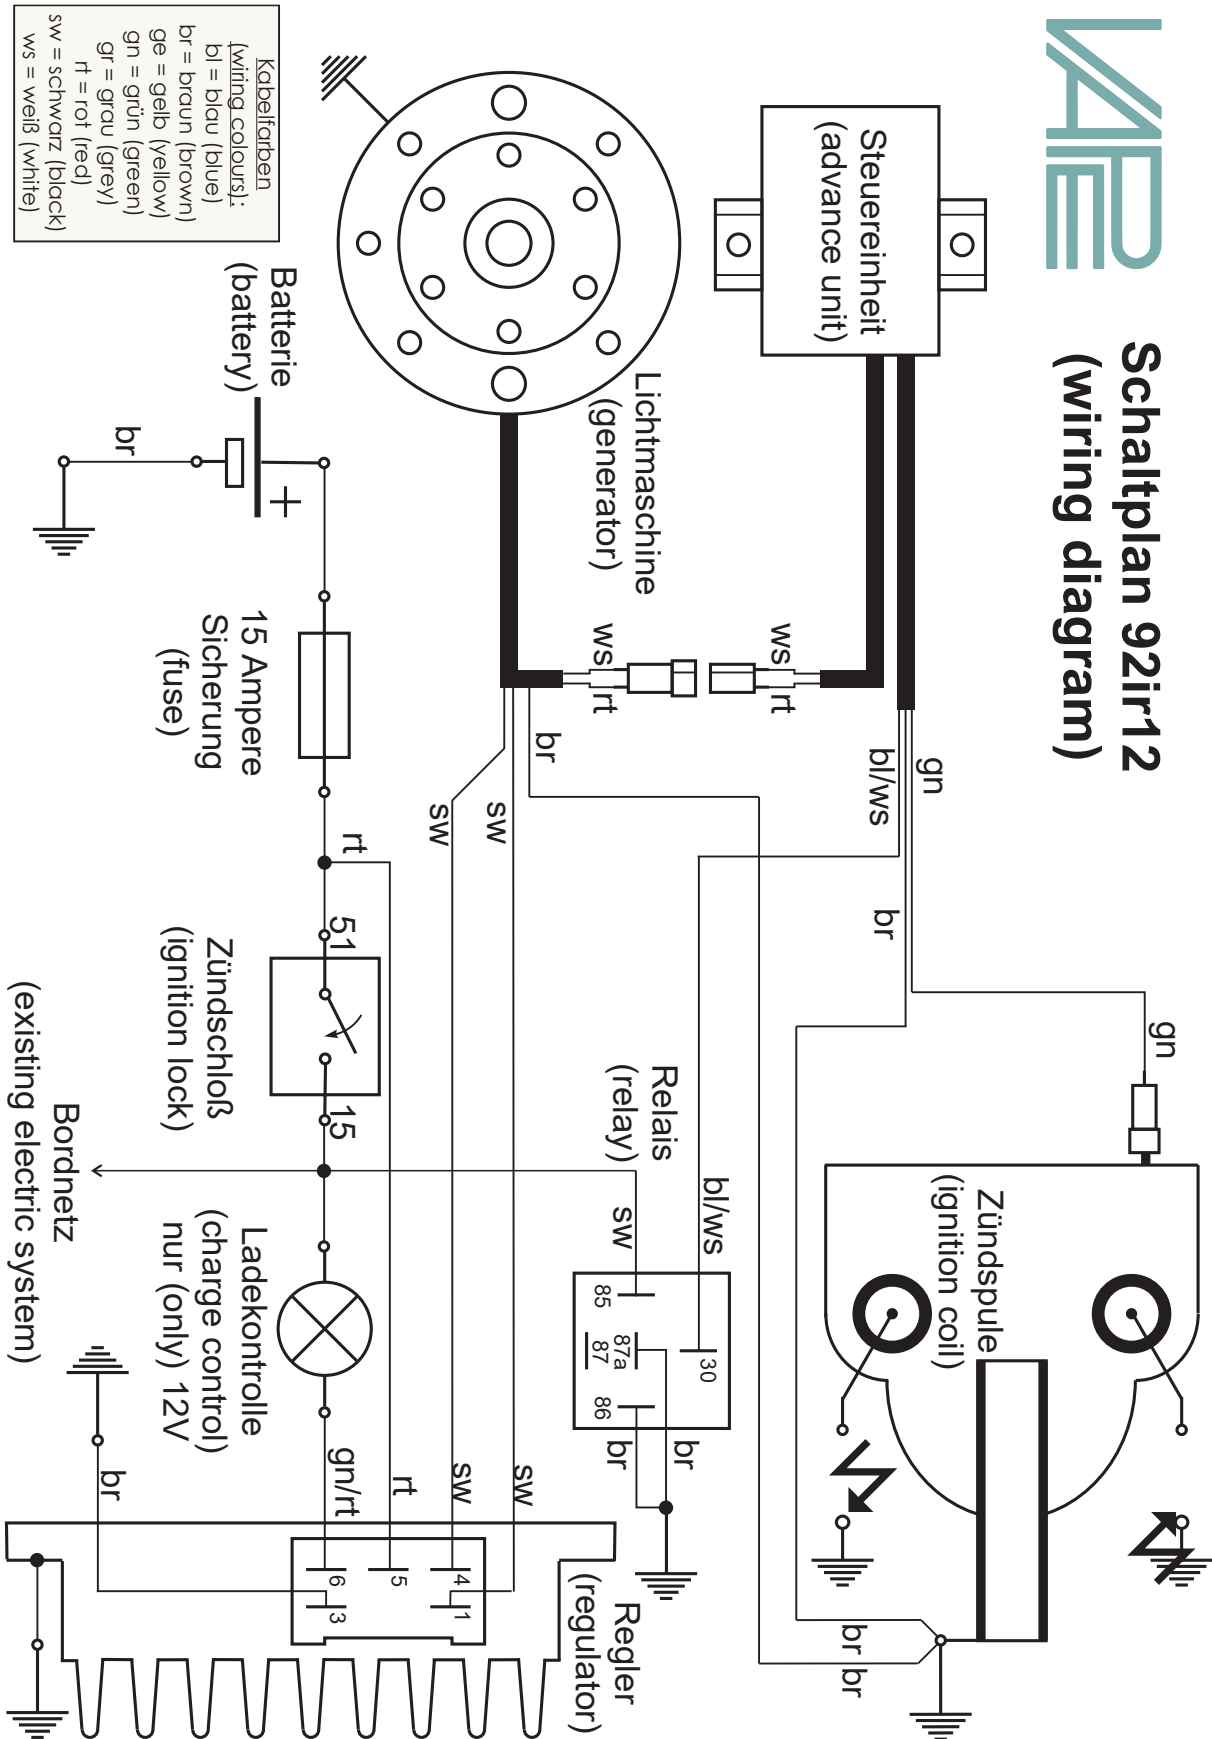 VAPE
Schaltplan 92ir12
(wiring diagram)
Steuereinheit
(advance unit)
Lichtmaschine
(generator)
Kabelfarben
(wiring colours):
bl = blau (blue)
br = braun (brown)
ge = gelb (yellow)
gn = grün (green)
gr = grau (grey)
rt = rot (red)
sw = schwarz (black)
ws = weiß (white)
Batterie
(battery)
+
br
15 Ampere
Sicherung
(fuse)
ws
rt
ws
rt
br
sw
sw
gn
bl/ws
br
rt
51
15
Zündschloß
(ignition lock)
gn
Zündspule
(ignition coil)
Relais
(relay)
bl/ws
sw
85
87a
87
30
86
br
br
Bordnetz
(existing electric system)
Ladekontrolle
(charge control)
nur (only) 12V
gn/rt
rt
sw
sw
br
6
5
4
3
1
Regler
(regulator)
br
br